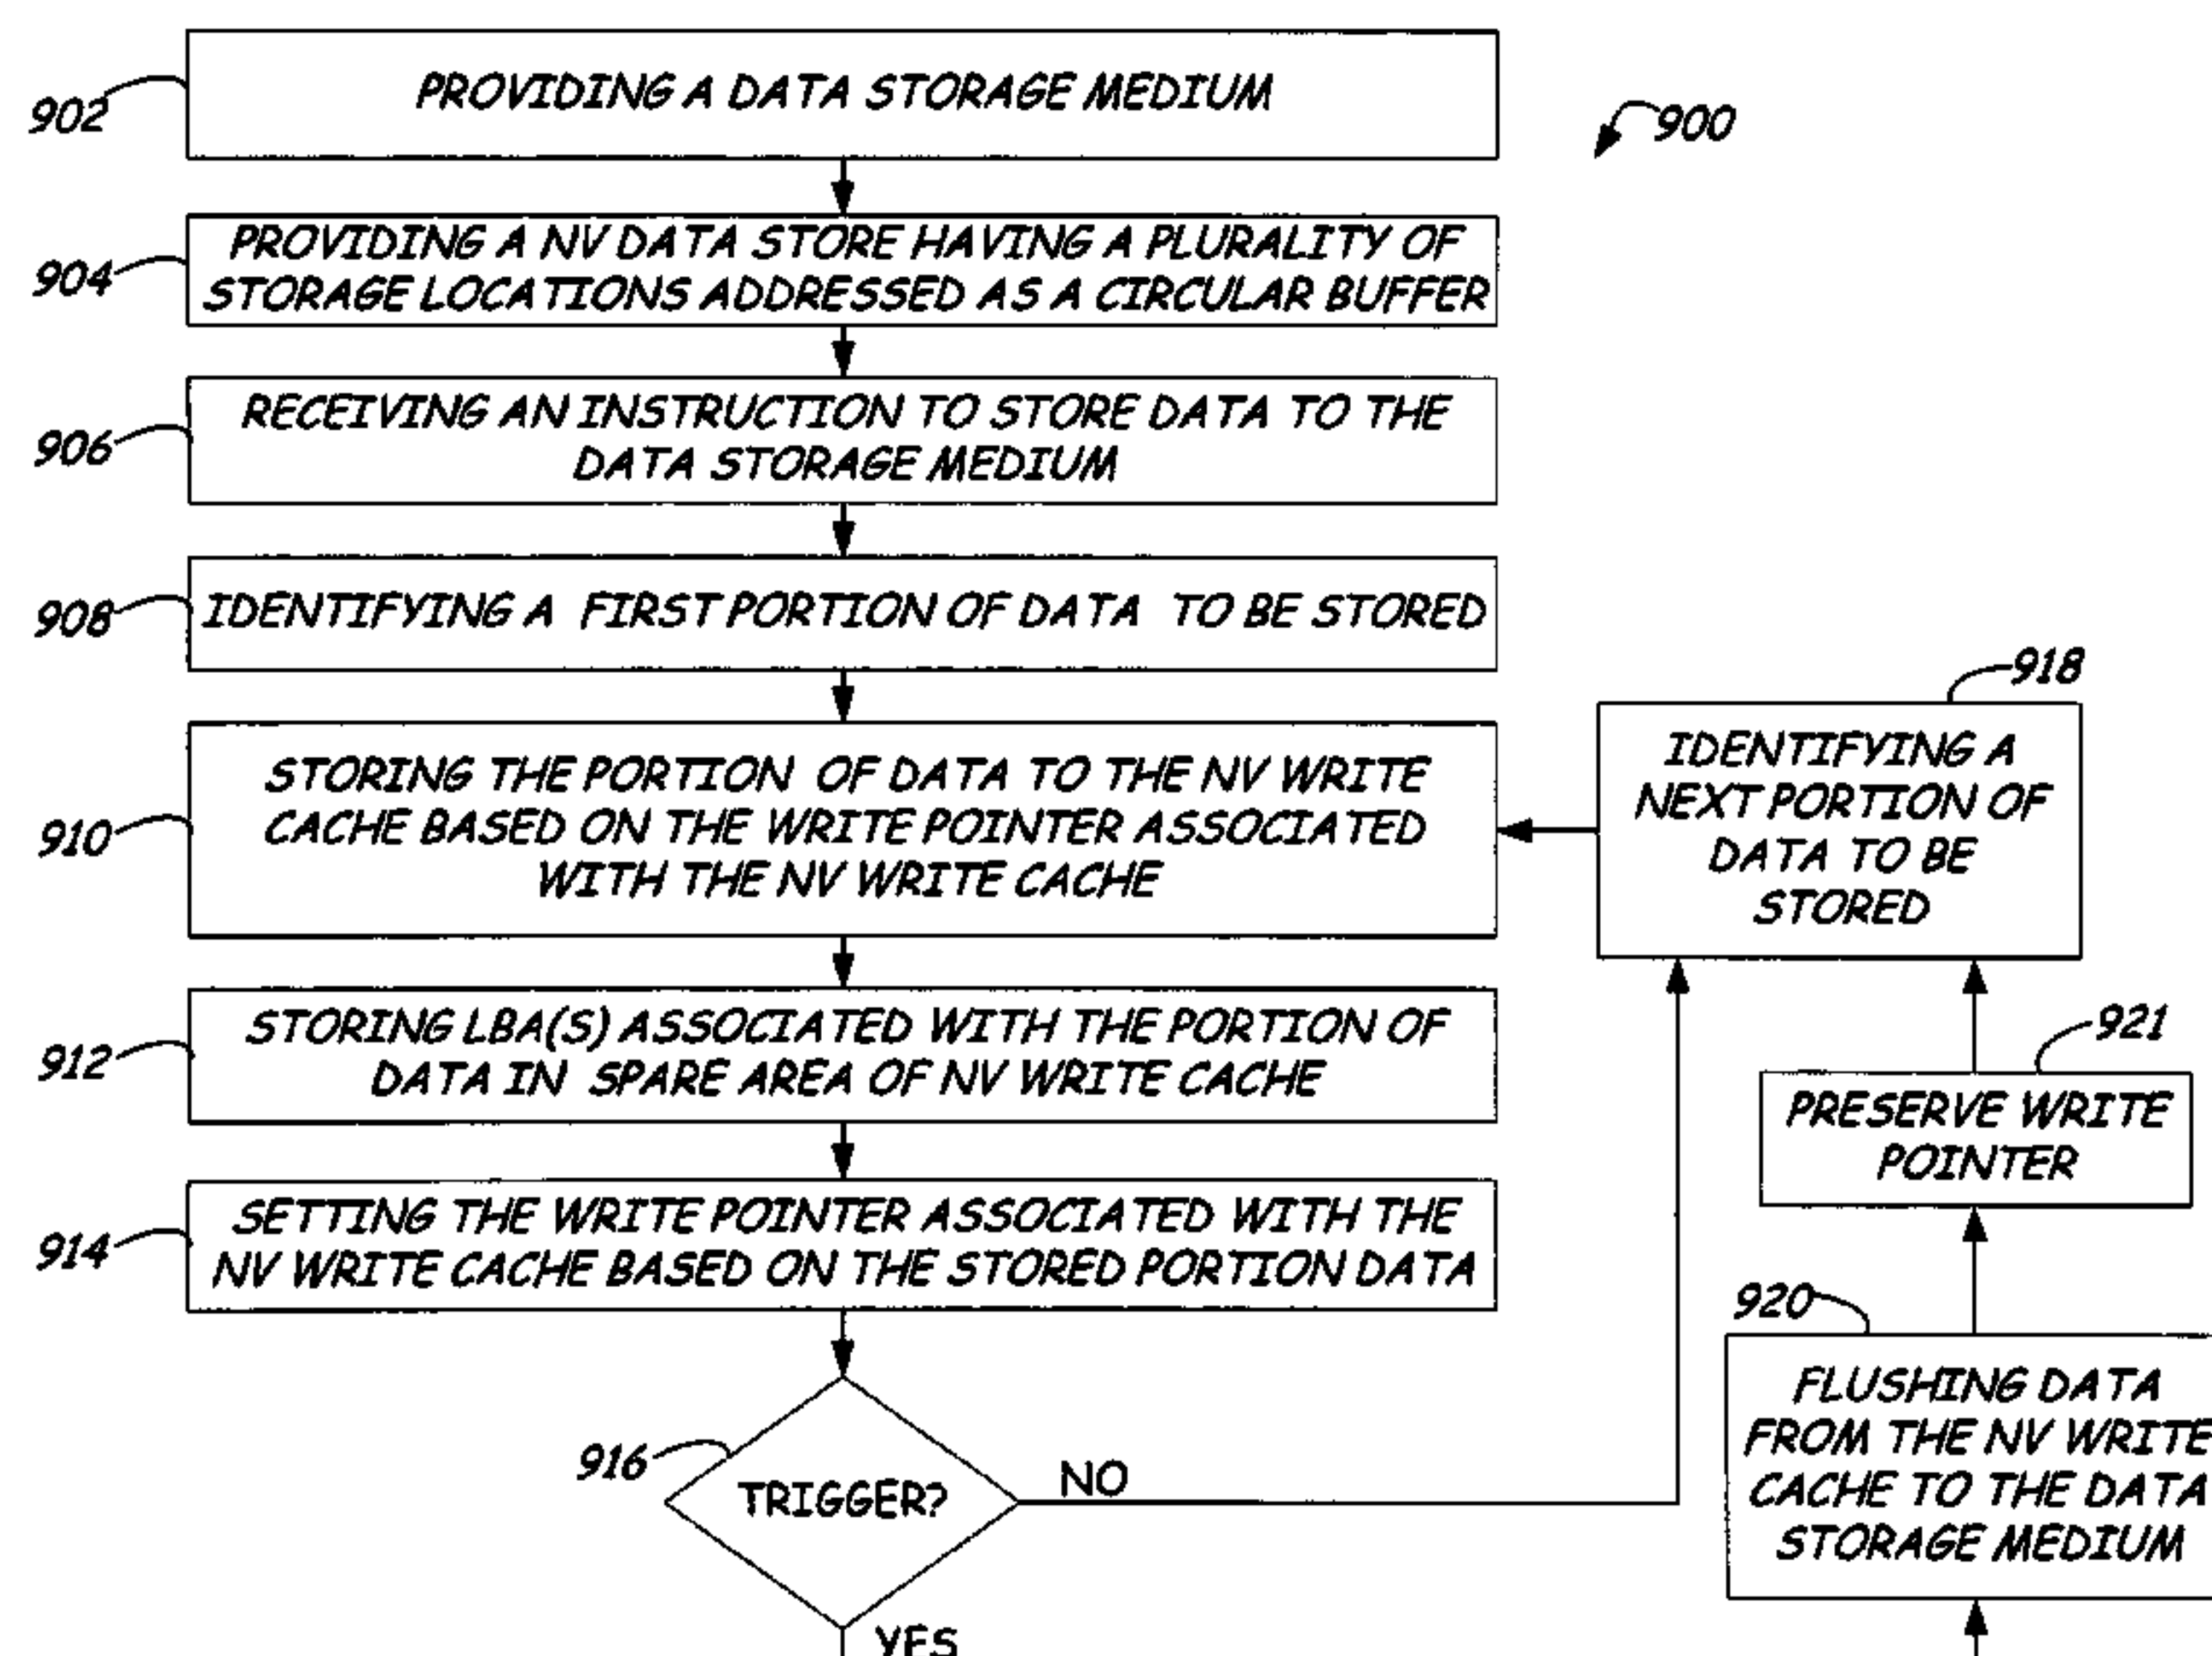 902
PROVIDING A DATA STORAGE MEDIUM
900
904
PROVIDING A NV DATA STORE HAVING A PLURALITY OF
STORAGE LOCATIONS ADDRESSED AS A CIRCULAR BUFFER
906
RECEIVING AN INSTRUCTION TO STORE DATA TO THE
DATA STORAGE MEDIUM
908
IDENTIFYING A FIRST PORTION OF DATA TO BE STORED
910
STORING THE PORTION OF DATA TO THE NV WRITE
CACHE BASED ON THE WRITE POINTER ASSOCIATED
WITH THE NV WRITE CACHE
918
IDENTIFYING A
NEXT PORTION OF
DATA TO BE
STORED
912
STORING LBA(S) ASSOCIATED WITH THE PORTION OF
DATA IN SPARE AREA OF NV WRITE CACHE
921
PRESERVE WRITE
POINTER
914
SETTING THE WRITE POINTER ASSOCIATED WITH THE
NV WRITE CACHE BASED ON THE STORED PORTION DATA
920
FLUSHING DATA
FROM THE NV WRITE
CACHE TO THE DATA
STORAGE MEDIUM
916
TRIGGER?
NO
YES